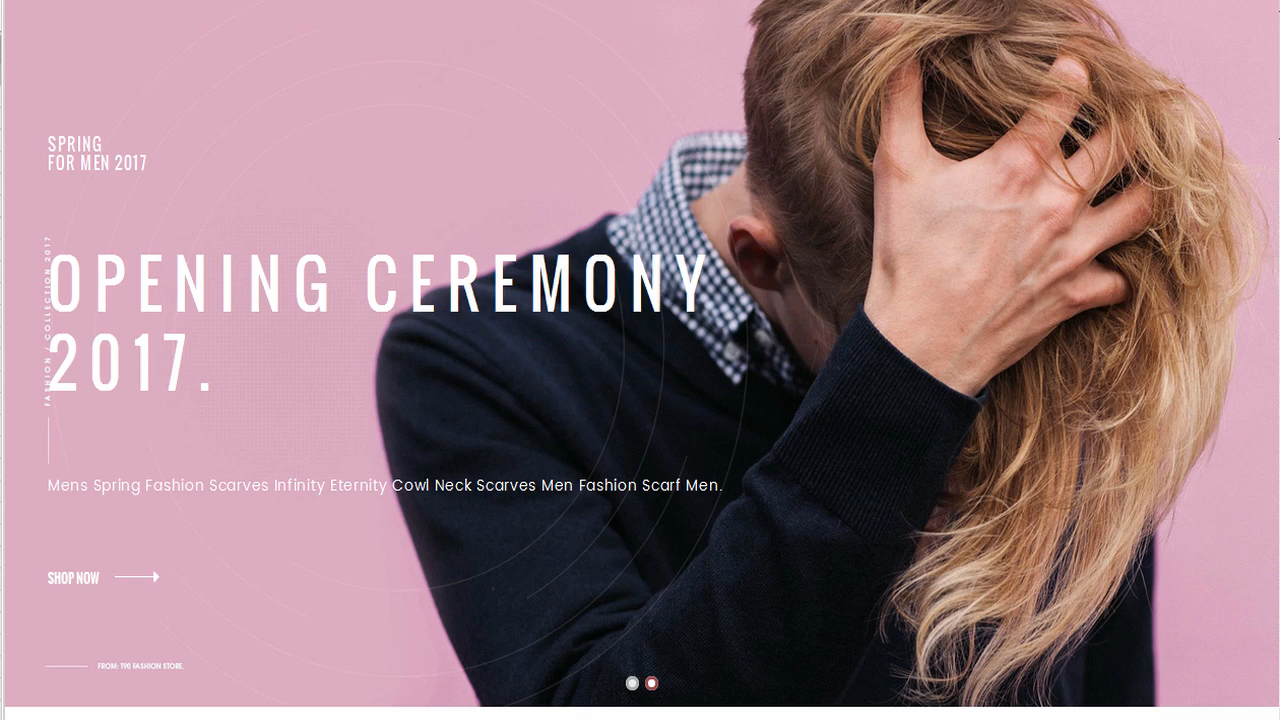 SPRING
FOR MEN 2017
FASHION / COLLECTION 2017
OPENING CEREMONY
2017.
Mens Spring Fashion Scarves Infinity Eternity Cowl Neck Scarves Men Fashion Scarf Men.
SHOP NOW
FROM: T90 FASHION STORE.